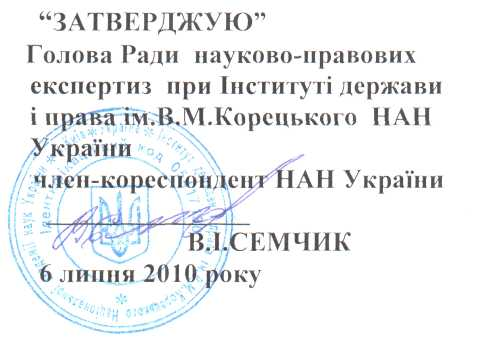 “ЗАТВЕРДЖУЮ”
Голова Ради науково-правових
експертиз при Інституті держави
і права ім.В.М.Корецького НАН
України
член-кореспондент НАН України
В.І.СЕМЧИК
6 липня 2010 року